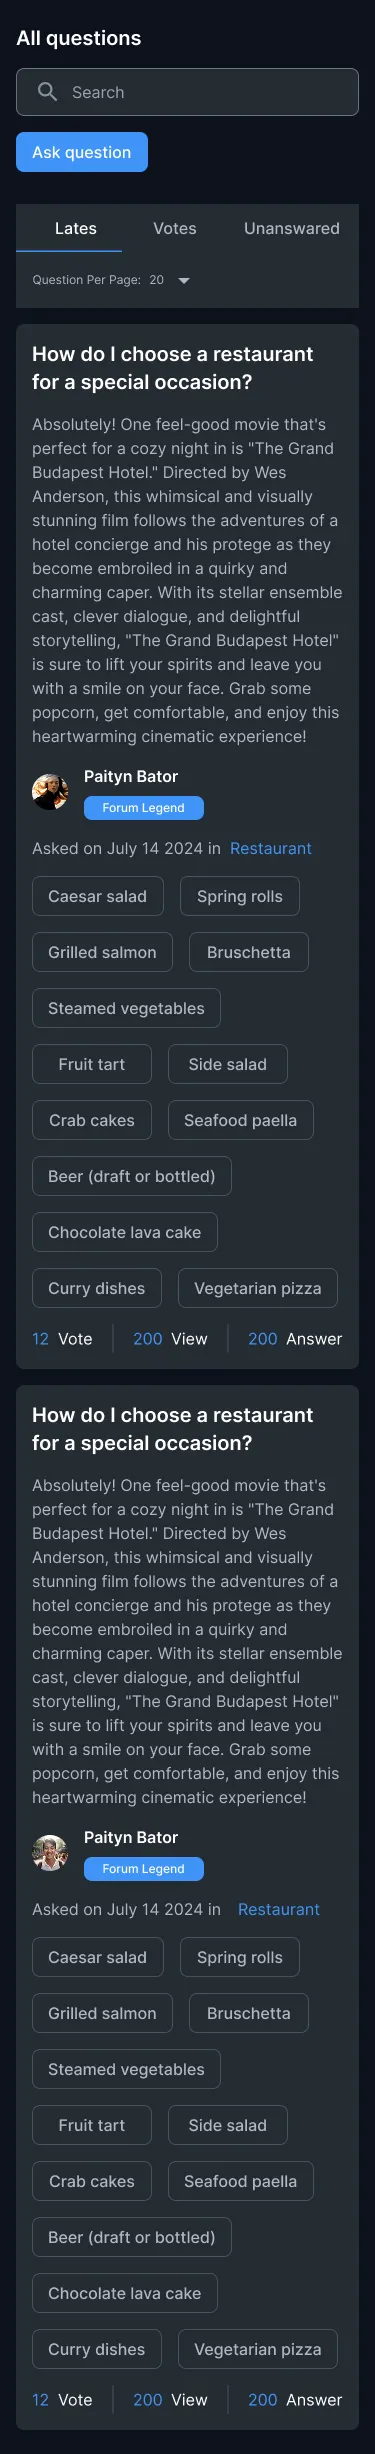 All questions
Search
Ask question
Lates Votes Unanswared
Question Per Page: 20
How do I choose a restaurant
for a special occasion?
Absolutely! One feel-good movie that's
perfect for a cozy night in is "The Grand
Budapest Hotel." Directed by Wes
Anderson, this whimsical and visually
stunning film follows the adventures of a
hotel concierge and his protege as they
become embroiled in a quirky and
charming caper. With its stellar ensemble
cast, clever dialogue, and delightful
storytelling, "The Grand Budapest Hotel"
is sure to lift your spirits and leave you
with a smile on your face. Grab some
popcorn, get comfortable, and enjoy this
heartwarming cinematic experience!
Paityn Bator
Forum Legend
Asked on July 14 2024 in Restaurant
Caesar salad Spring rolls
Grilled salmon Bruschetta
Steamed vegetables
Fruit tart Side salad
Crab cakes Seafood paella
Beer (draft or bottled)
Chocolate lava cake
Curry dishes Vegetarian pizza
12 Vote 200 View 200 Answer
How do I choose a restaurant
for a special occasion?
Absolutely! One feel-good movie that's
perfect for a cozy night in is "The Grand
Budapest Hotel." Directed by Wes
Anderson, this whimsical and visually
stunning film follows the adventures of a
hotel concierge and his protege as they
become embroiled in a quirky and
charming caper. With its stellar ensemble
cast, clever dialogue, and delightful
storytelling, "The Grand Budapest Hotel"
is sure to lift your spirits and leave you
with a smile on your face. Grab some
popcorn, get comfortable, and enjoy this
heartwarming cinematic experience!
Paityn Bator
Forum Legend
Asked on July 14 2024 in Restaurant
Caesar salad Spring rolls
Grilled salmon Bruschetta
Steamed vegetables
Fruit tart Side salad
Crab cakes Seafood paella
Beer (draft or bottled)
Chocolate lava cake
Curry dishes Vegetarian pizza
12 Vote 200 View 200 Answer